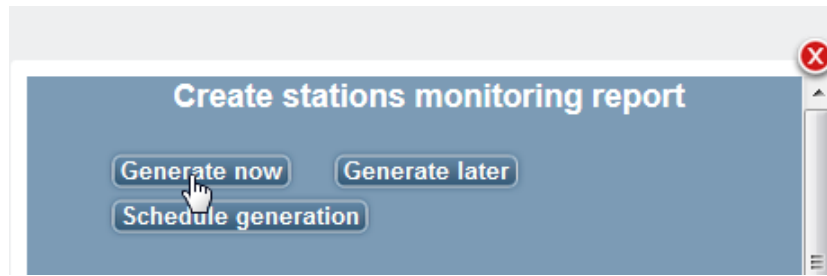 Create stations monitoring report
Generate now Generate later
Schedule generation